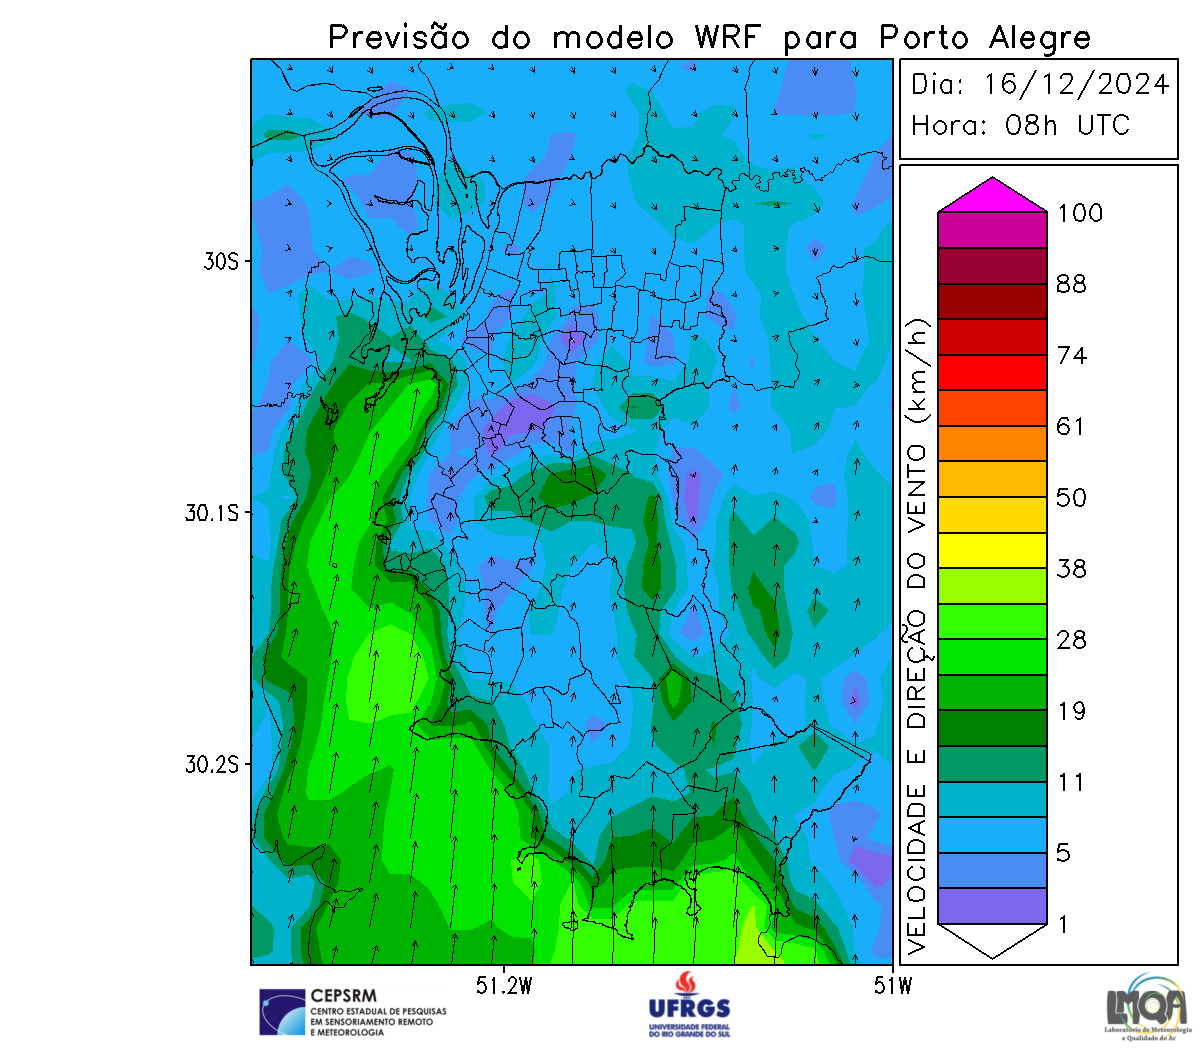 Previsão do modelo WRF para Porto Alegre
Dia: 16/12/2024
Hora: 08h UTC
VELOCIDADE E DIREÇÃO DO VENTO (km/h)
100
88
74
61
50
38
28
19
11
5
1
30S
30.1S
30.2S
51.2W
51W
CEPSRM
CENTRO ESTADUAL DE PESQUISAS
EM SENSORIAMENTO REMOTO
E METEOROLOGIA
UFRGS
UNIVERSIDADE FEDERAL
DO RIO GRANDE DO SUL
LMQA
Laboratório de Meteorologia
e Qualidade do Ar